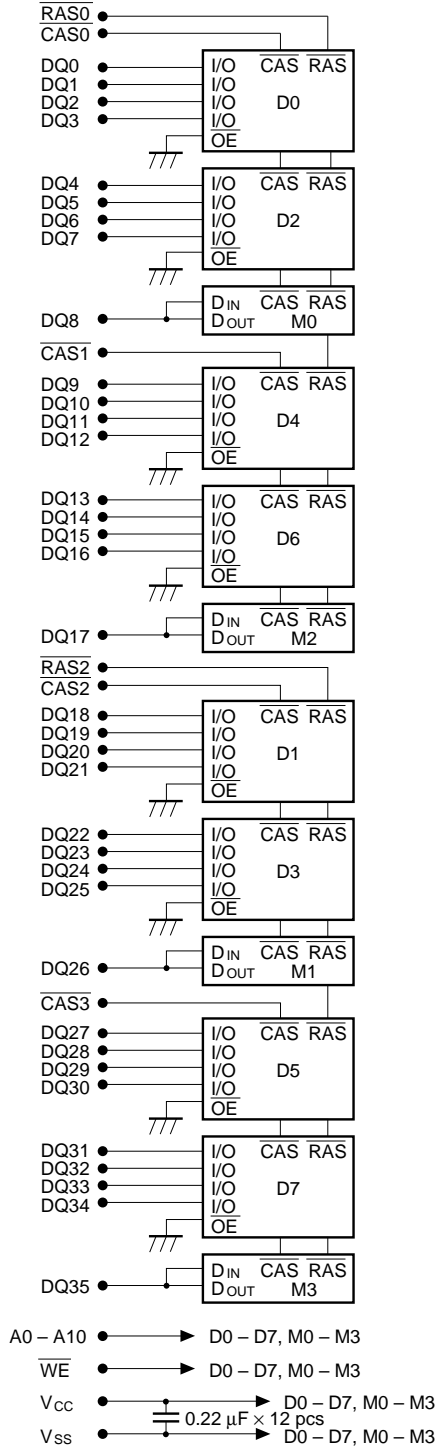 RAS0
CAS0
DQ0 I/O CAS RAS
DQ1 I/O
DQ2 I/O D0
DQ3 I/O
OE
DQ4 I/O CAS RAS
DQ5 I/O
DQ6 I/O D2
DQ7 I/O
OE
DIN CAS RAS
DQ8 DOUT M0
CAS1
DQ9 I/O CAS RAS
DQ10 I/O
DQ11 I/O D4
DQ12 I/O
OE
DQ13 I/O CAS RAS
DQ14 I/O
DQ15 I/O D6
DQ16 I/O
OE
DIN CAS RAS
DQ17 DOUT M2
RAS2
CAS2
DQ18 I/O CAS RAS
DQ19 I/O
DQ20 I/O D1
DQ21 I/O
OE
DQ22 I/O CAS RAS
DQ23 I/O
DQ24 I/O D3
DQ25 I/O
OE
DIN CAS RAS
DQ26 DOUT M1
CAS3
DQ27 I/O CAS RAS
DQ28 I/O
DQ29 I/O D5
DQ30 I/O
OE
DQ31 I/O CAS RAS
DQ32 I/O
DQ33 I/O D7
DQ34 I/O
OE
DIN CAS RAS
DQ35 DOUT M3
A0 – A10 D0 – D7, M0 – M3
WE D0 – D7, M0 – M3
VCC D0 – D7, M0 – M3
0.22 μF × 12 pcs
VSS D0 – D7, M0 – M3